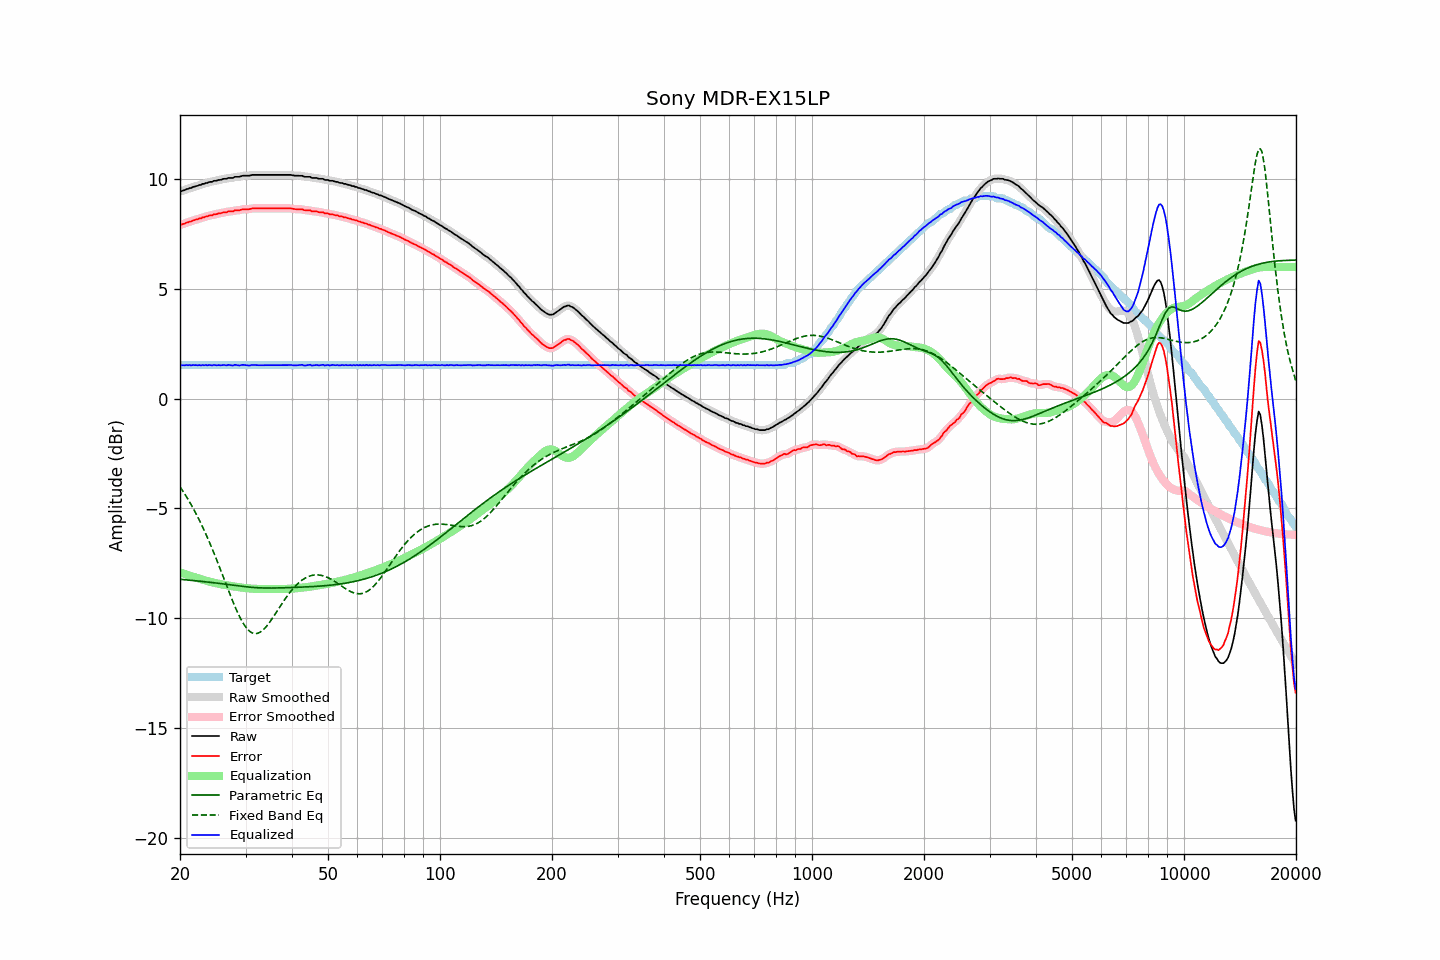 Sony MDR-EX15LP
10
5
0
−5
−10
−15
−20
Amplitude (dBr)
Target
Raw Smoothed
Error Smoothed
Raw
Error
Equalization
Parametric Eq
Fixed Band Eq
Equalized
20 50 100 200 500 1000 2000 5000 10000 20000
Frequency (Hz)